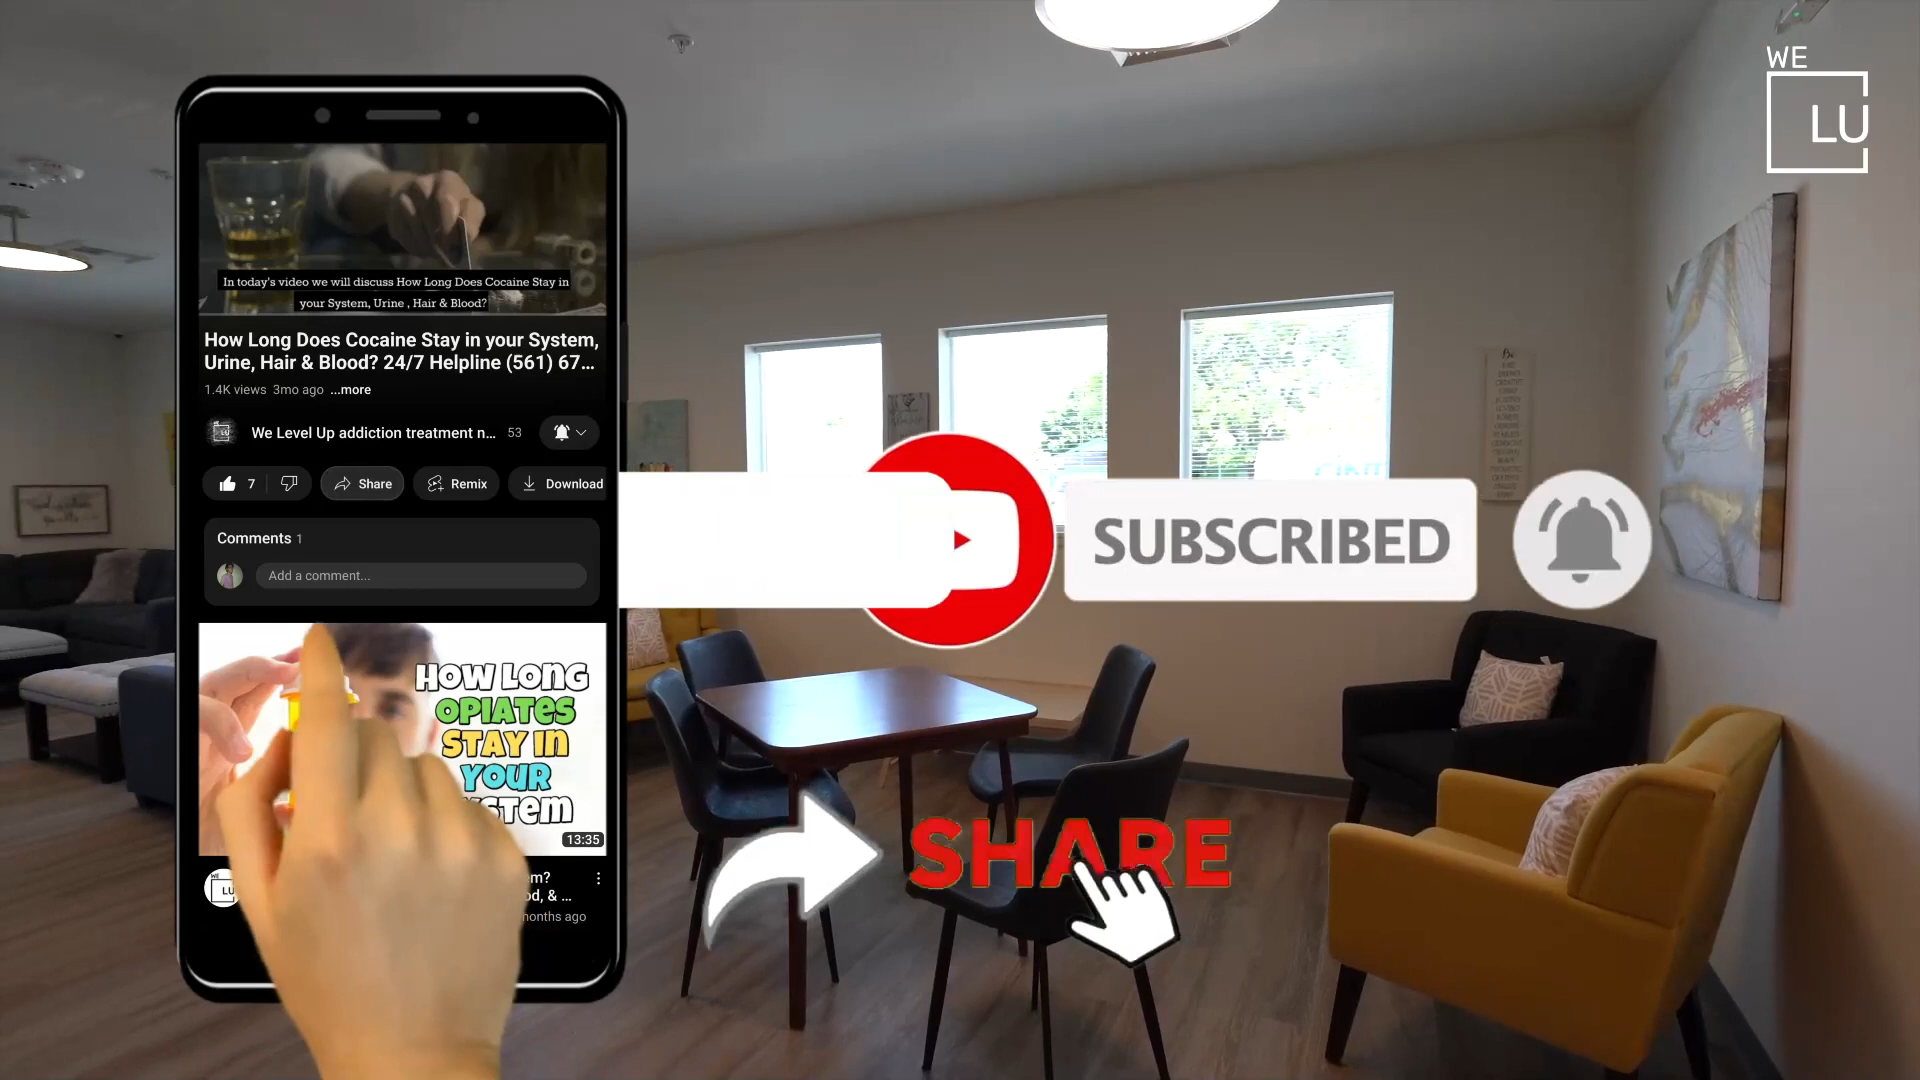 WE
LU
In today's video we will discuss How Long Does Cocaine Stay in
your System, Urine , Hair & Blood?
How Long Does Cocaine Stay in your System,
Urine, Hair & Blood? 24/7 Helpline (561) 67...
1.4K views 3mo ago ...more
We Level Up addiction treatment n... 53
7 Share Remix Download
Comments 1
Add a comment...
SUBSCRIBED
HOW LONG
OPIATES
STAY IN
YOUR
13:35
WE
LU
SHARE